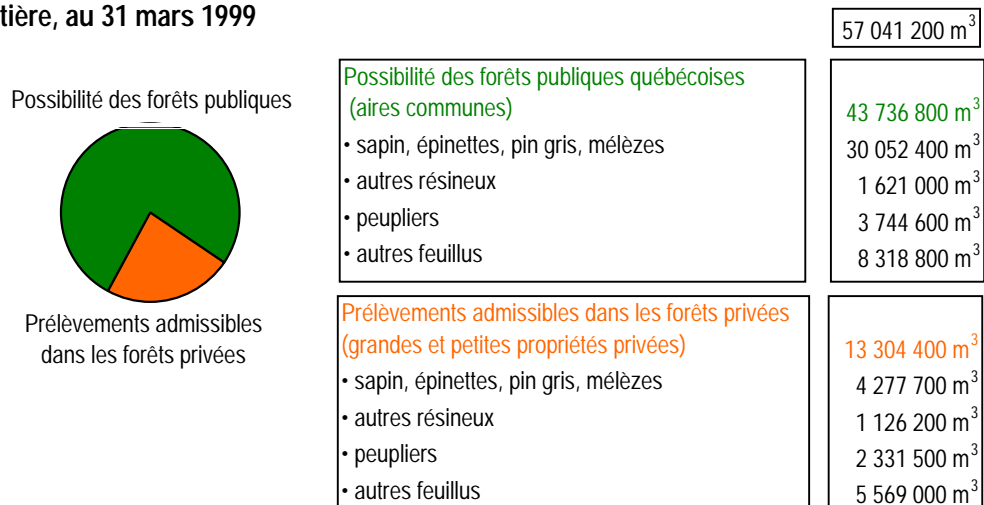 tière, au 31 mars 1999
57 041 200 m³
Possibilité des forêts publiques
Prélèvements admissibles
dans les forêts privées
Possibilité des forêts publiques québécoises
(aires communes) 43 736 800 m³
• sapin, épinettes, pin gris, mélèzes 30 052 400 m³
• autres résineux 1 621 000 m³
• peupliers 3 744 600 m³
• autres feuillus 8 318 800 m³
Prélèvements admissibles dans les forêts privées
(grandes et petites propriétés privées) 13 304 400 m³
• sapin, épinettes, pin gris, mélèzes 4 277 700 m³
• autres résineux 1 126 200 m³
• peupliers 2 331 500 m³
• autres feuillus 5 569 000 m³